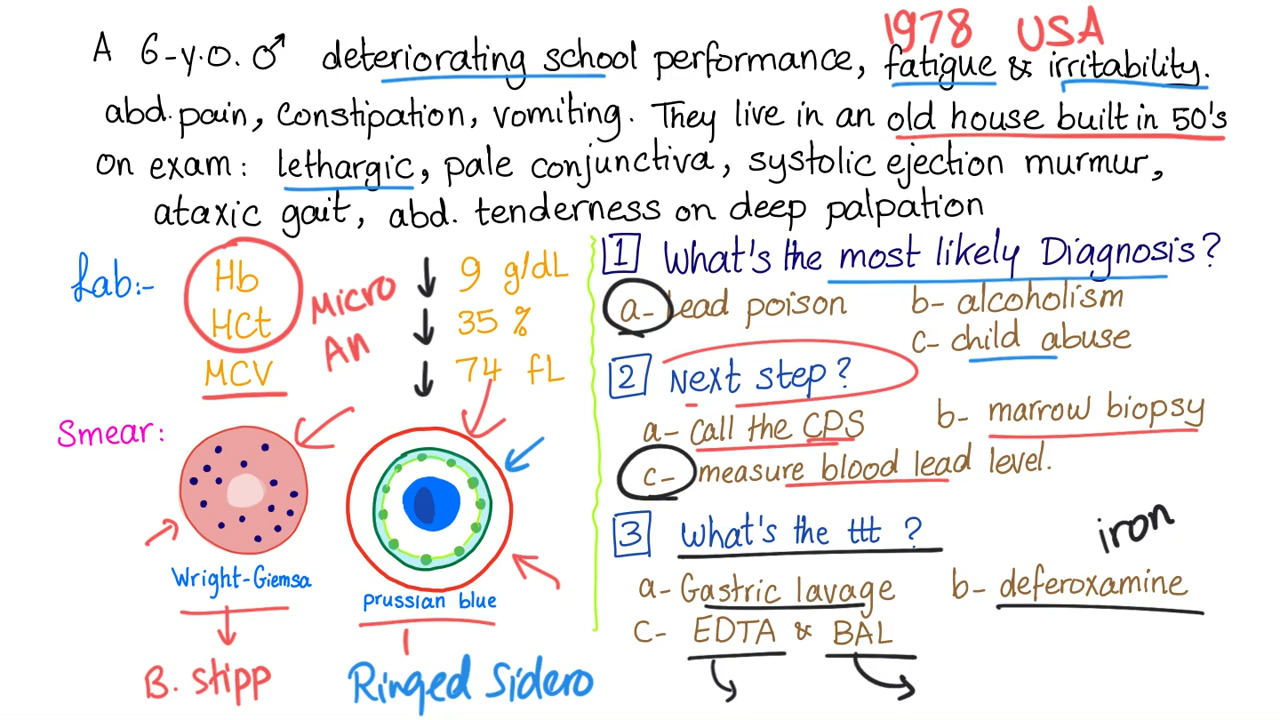 1978 USA
A 6-y.o. ♂ deteriorating school performance, fatigue & irritability.
abd. pain, constipation, vomiting. They live in an old house built in 50's
on exam: lethargic, pale conjunctiva, systolic ejection murmur,
ataxic gait, abd. tenderness on deep palpation
Lab:-
Hb ↓ 9 g/dL
HCt ↓ 35 %
MCV ↓ 74 fL
Micro
An
Smear:
Wright-Giemsa
B. stipp
prussian blue
Ringed Sidero
1 What's the most likely Diagnosis?
a- Lead poison b- alcoholism
c- child abuse
2 Next step?
a- call the CPS b- marrow biopsy
c- measure blood lead level.
3 What's the ttt ?
iron
a- Gastric lavage b- deferoxamine
C- EDTA & BAL